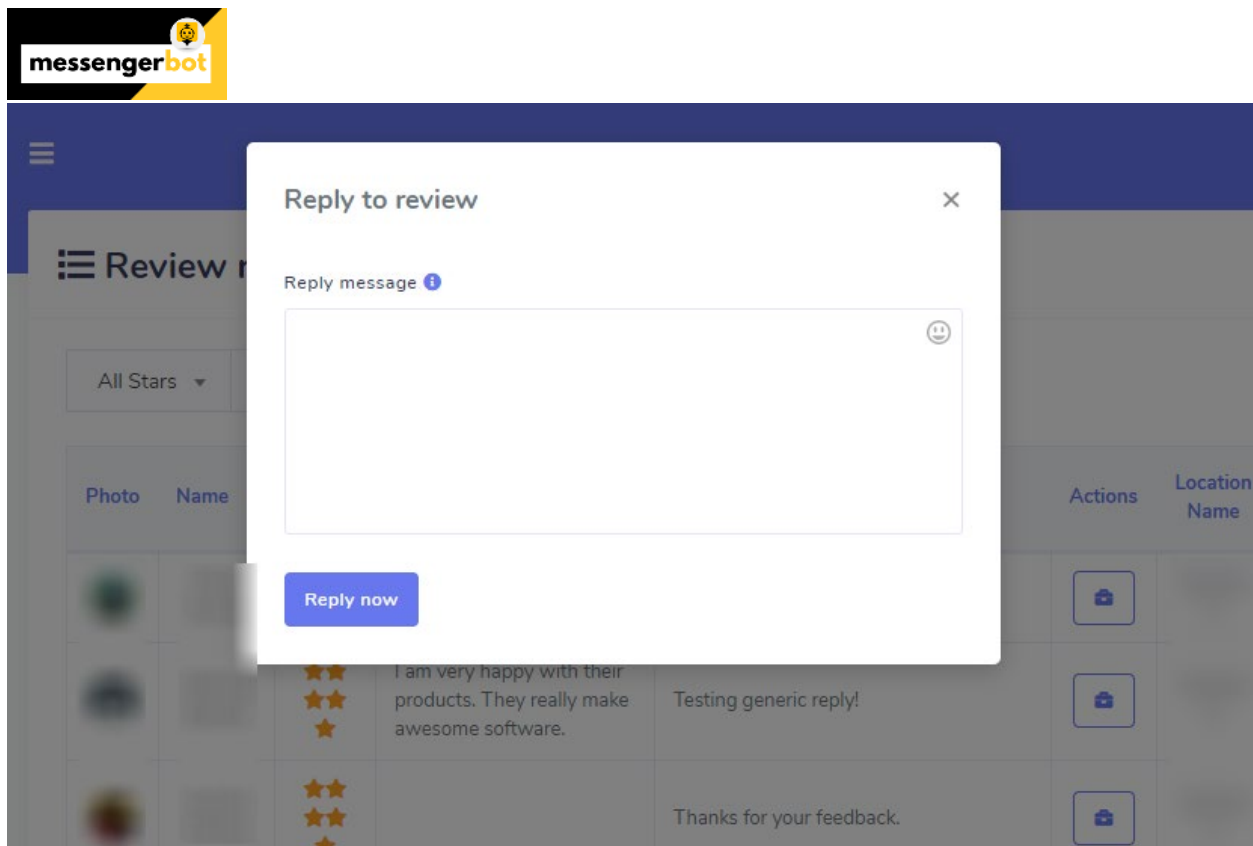 messengerbot
Reply to review
Review
Reply message
All Stars
Photo
Name
Actions
Location
Name
Reply now
I am very happy with their
products. They really make
awesome software.
Testing generic reply!
Thanks for your feedback.